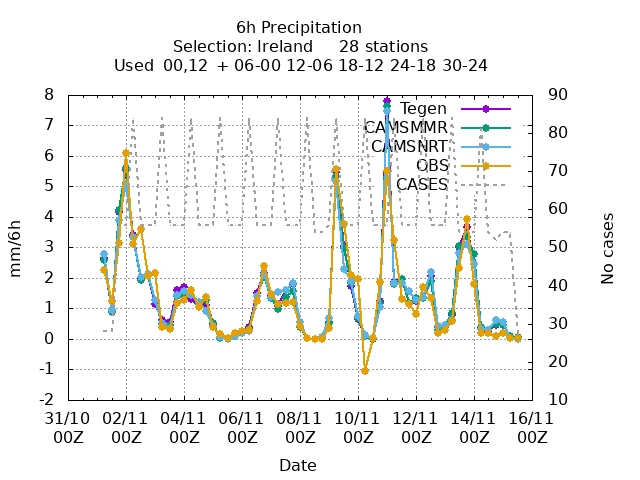 6h Precipitation
Selection: Ireland 28 stations
Used 00,12 + 06-00 12-06 18-12 24-18 30-24
8
7
6
5
4
3
2
1
0
-1
-2
mm/6h
90
80
70
60
50
40
30
20
10
No cases
Tegen
CAMSMMR
CAMSNRT
OBS
CASES
31/10 02/11 04/11 06/11 08/11 10/11 12/11 14/11 16/11
00Z 00Z 00Z 00Z 00Z 00Z 00Z 00Z 00Z
Date